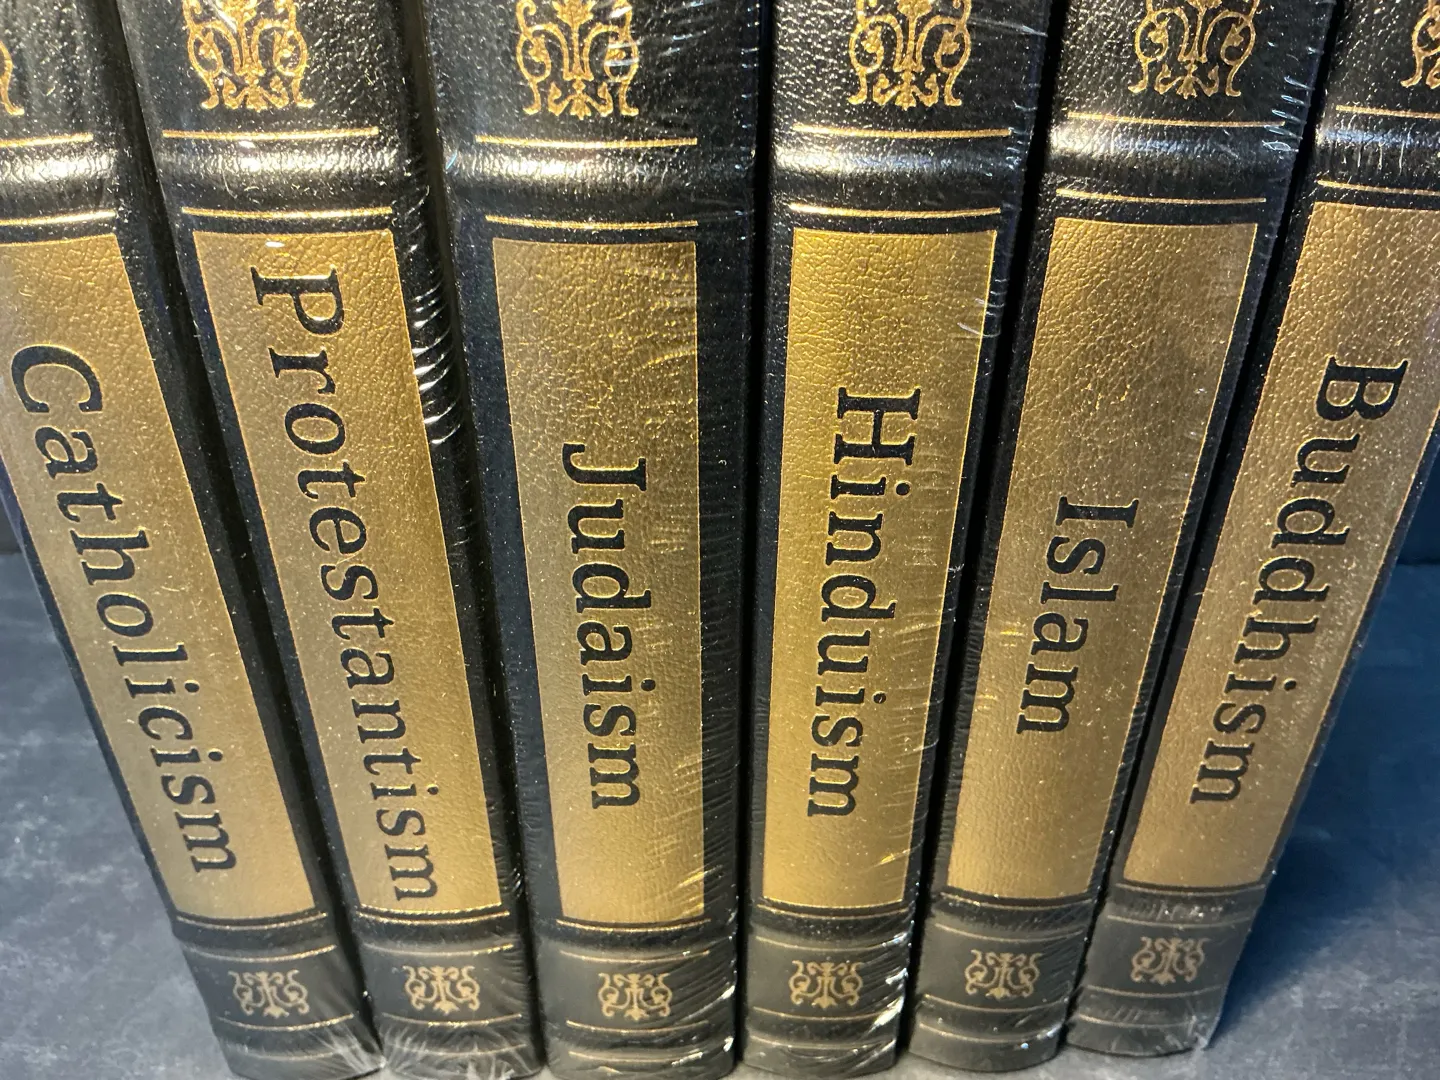 Catholicism
Protestantism
Judaism
Hinduism
Islam
Buddhism